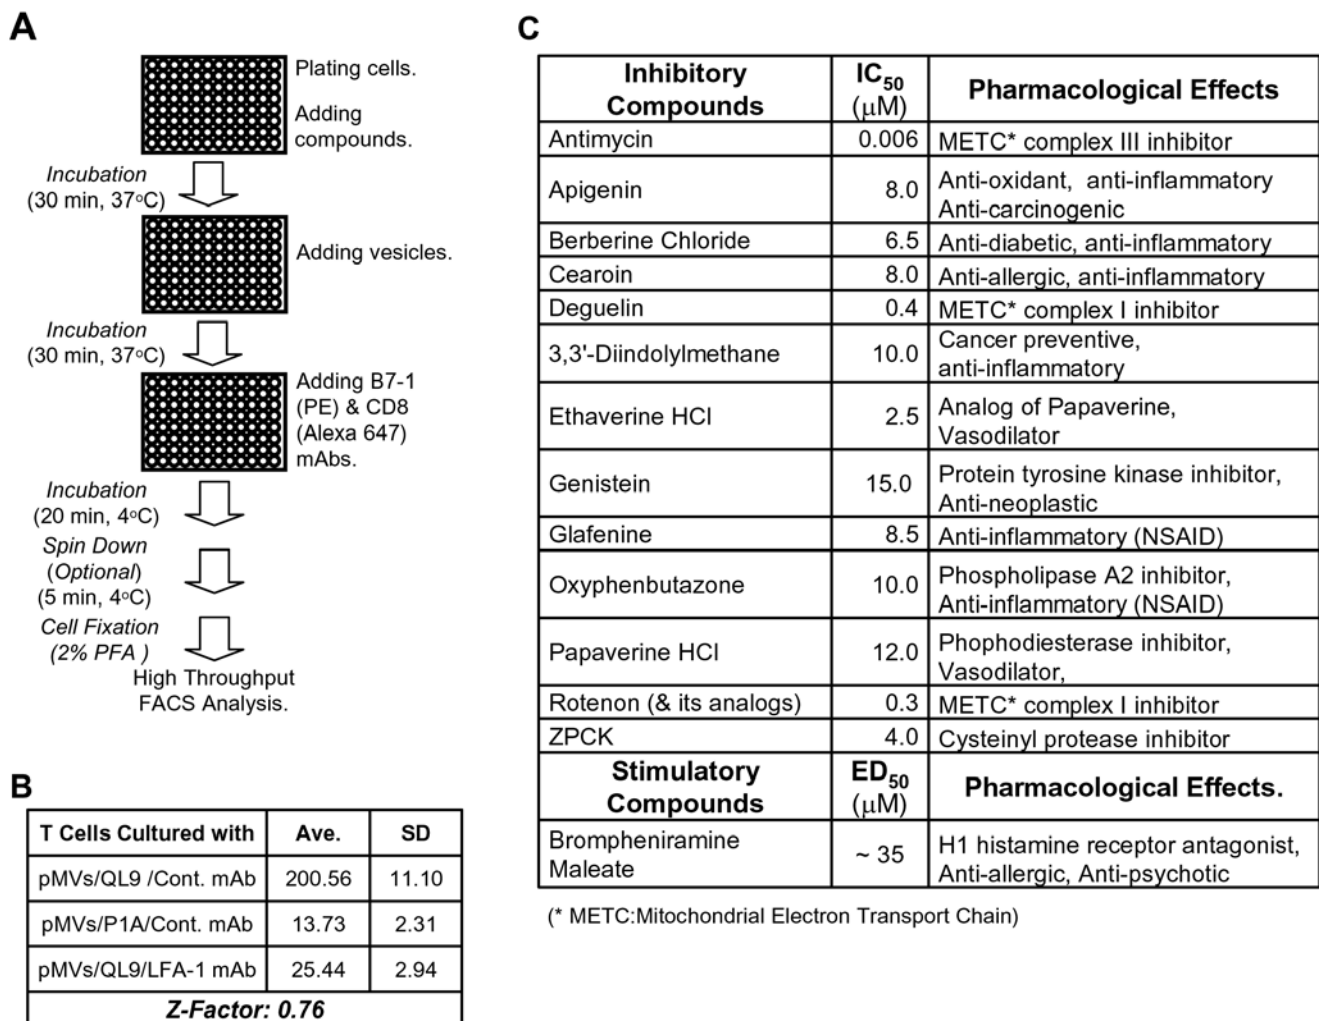 A
Plating cells.
Adding
compounds.
Incubation
(30 min, 37°C)
Adding vesicles.
Incubation
(30 min, 37°C)
Adding B7-1
(PE) & CD8
(Alexa 647)
mAbs.
Incubation
(20 min, 4°C)
Spin Down
(Optional)
(5 min, 4°C)
Cell Fixation
(2% PFA )
High Throughput
FACS Analysis.
B
T Cells Cultured with Ave. SD
pMVs/QL9 /Cont. mAb 200.56 11.10
pMVs/P1A/Cont. mAb 13.73 2.31
pMVs/QL9/LFA-1 mAb 25.44 2.94
Z-Factor: 0.76
C
Inhibitory
Compounds
IC50
(μM)
Pharmacological Effects
Antimycin 0.006 METC* complex III inhibitor
Apigenin 8.0 Anti-oxidant, anti-inflammatory
Anti-carcinogenic
Berberine Chloride 6.5 Anti-diabetic, anti-inflammatory
Cearoin 8.0 Anti-allergic, anti-inflammatory
Deguelin 0.4 METC* complex I inhibitor
3,3'-Diindolylmethane 10.0 Cancer preventive,
anti-inflammatory
Ethaverine HCl 2.5 Analog of Papaverine,
Vasodilator
Genistein 15.0 Protein tyrosine kinase inhibitor,
Anti-neoplastic
Glafenine 8.5 Anti-inflammatory (NSAID)
Oxyphenbutazone 10.0 Phospholipase A2 inhibitor,
Anti-inflammatory (NSAID)
Papaverine HCl 12.0 Phophodiesterase inhibitor,
Vasodilator,
Rotenon (& its analogs) 0.3 METC* complex I inhibitor
ZPCK 4.0 Cysteinyl protease inhibitor
Stimulatory
Compounds
ED50
(μM)
Pharmacological Effects.
Brompheniramine
Maleate
~ 35
H1 histamine receptor antagonist,
Anti-allergic, Anti-psychotic
(* METC:Mitochondrial Electron Transport Chain)